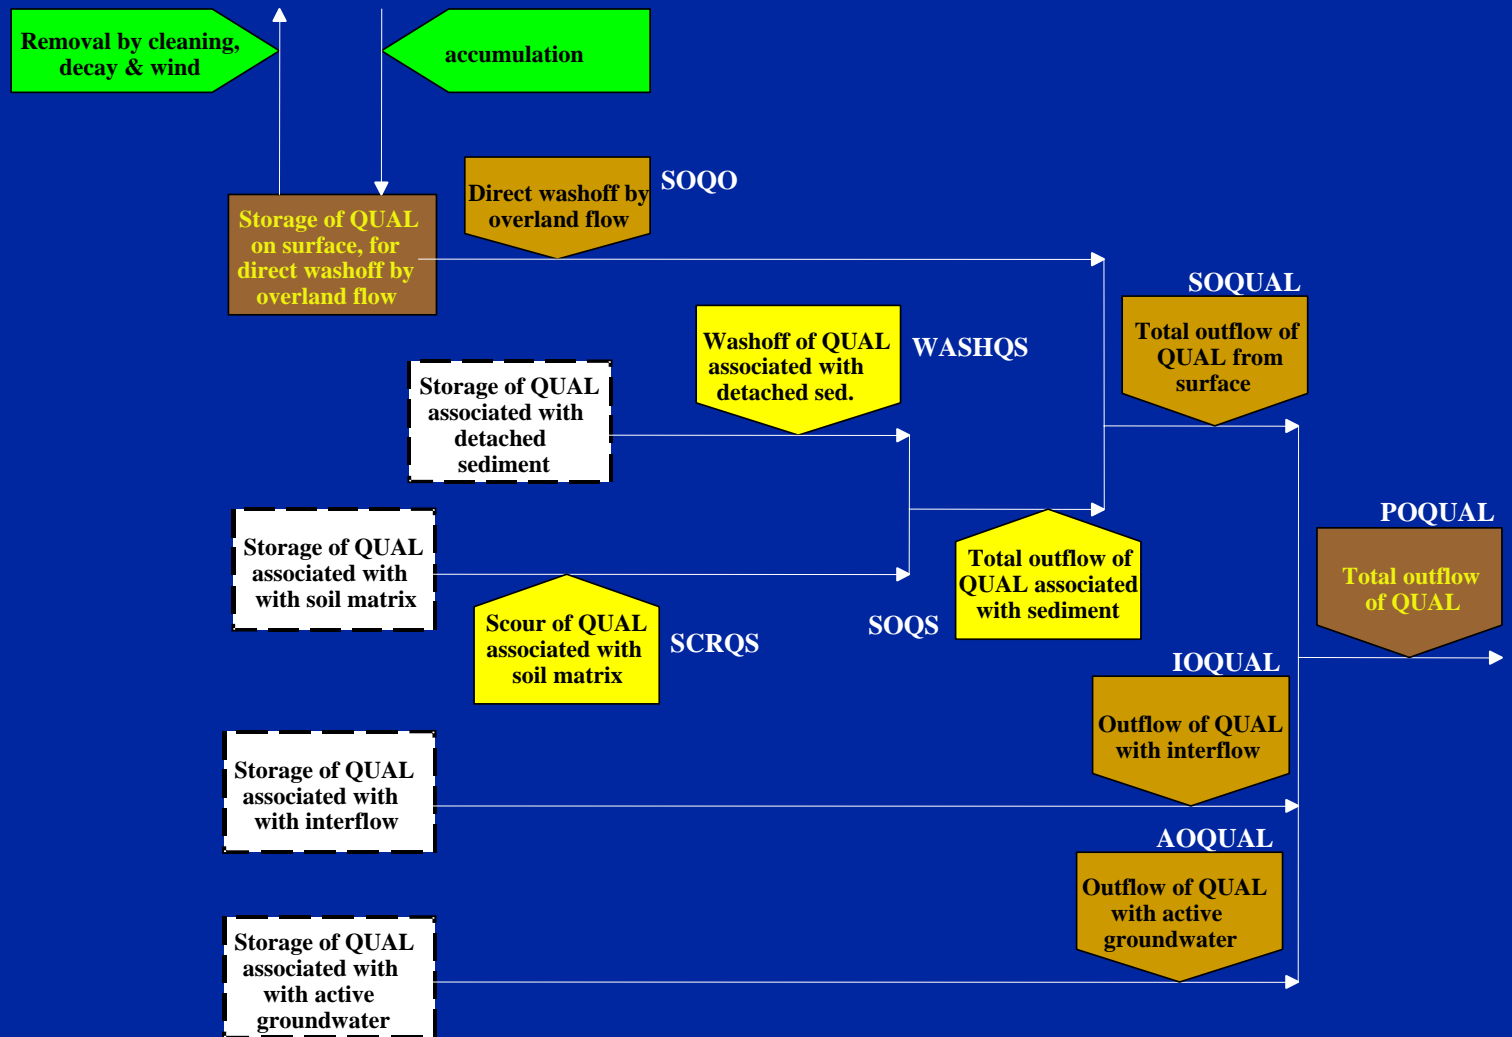 Removal by cleaning,
decay & wind
accumulation
Direct washoff by
overland flow
SOQO
Storage of QUAL
on surface, for
direct washoff by
overland flow
SOQUAL
Total outflow of
QUAL from
surface
Washoff of QUAL
associated with
detached sed.
WASHQS
Storage of QUAL
associated with
detached
sediment
POQUAL
Total outflow
of QUAL
Storage of QUAL
associated with
with soil matrix
Total outflow of
QUAL associated
with sediment
SOQS
Scour of QUAL
associated with
soil matrix
SCRQS
IOQUAL
Outflow of QUAL
with interflow
Storage of QUAL
associated with
with interflow
AOQUAL
Outflow of QUAL
with active
groundwater
Storage of QUAL
associated with
with active
groundwater